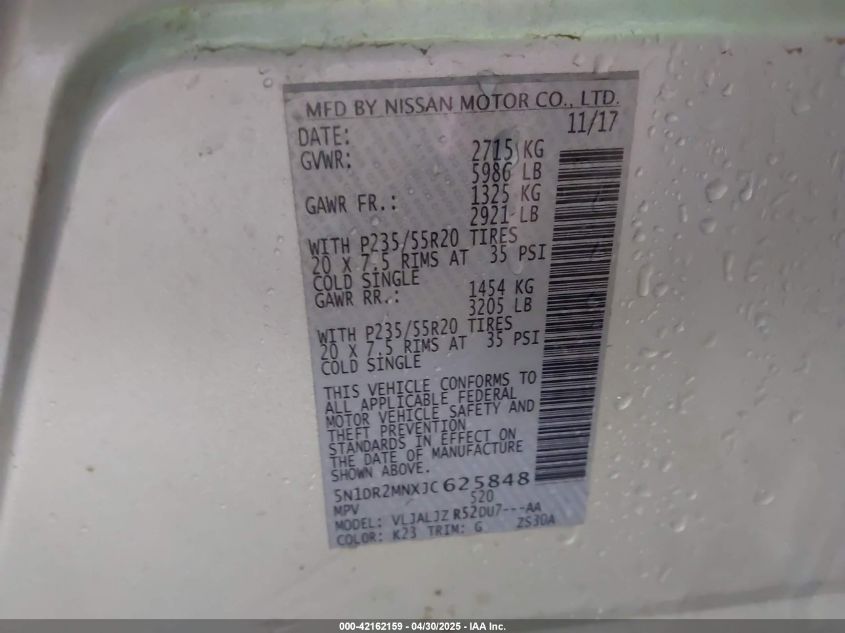 MFD BY NISSAN MOTOR CO., LTD.
DATE: 11/17
GVWR: 2715 KG
5986 LB
GAWR FR.: 1325 KG
2921 LB
WITH P235/55R20 TIRES
20 X 7.5 RIMS AT 35 PSI
COLD SINGLE
GAWR RR.: 1454 KG
3205 LB
WITH P235/55R20 TIRES
20 X 7.5 RIMS AT 35 PSI
COLD SINGLE
THIS VEHICLE CONFORMS TO
ALL APPLICABLE FEDERAL
MOTOR VEHICLE SAFETY AND
THEFT PREVENTION
STANDARDS IN EFFECT ON
THE DATE OF MANUFACTURE
SHOWN ABOVE.
5N1DR2MNXJC625848
MPV 520
MODEL: VLJALJZ R52DU7---AA
COLOR: K23 TRIM: G ZS3DA
000-42162159 - 04/30/2025 - IAA Inc.